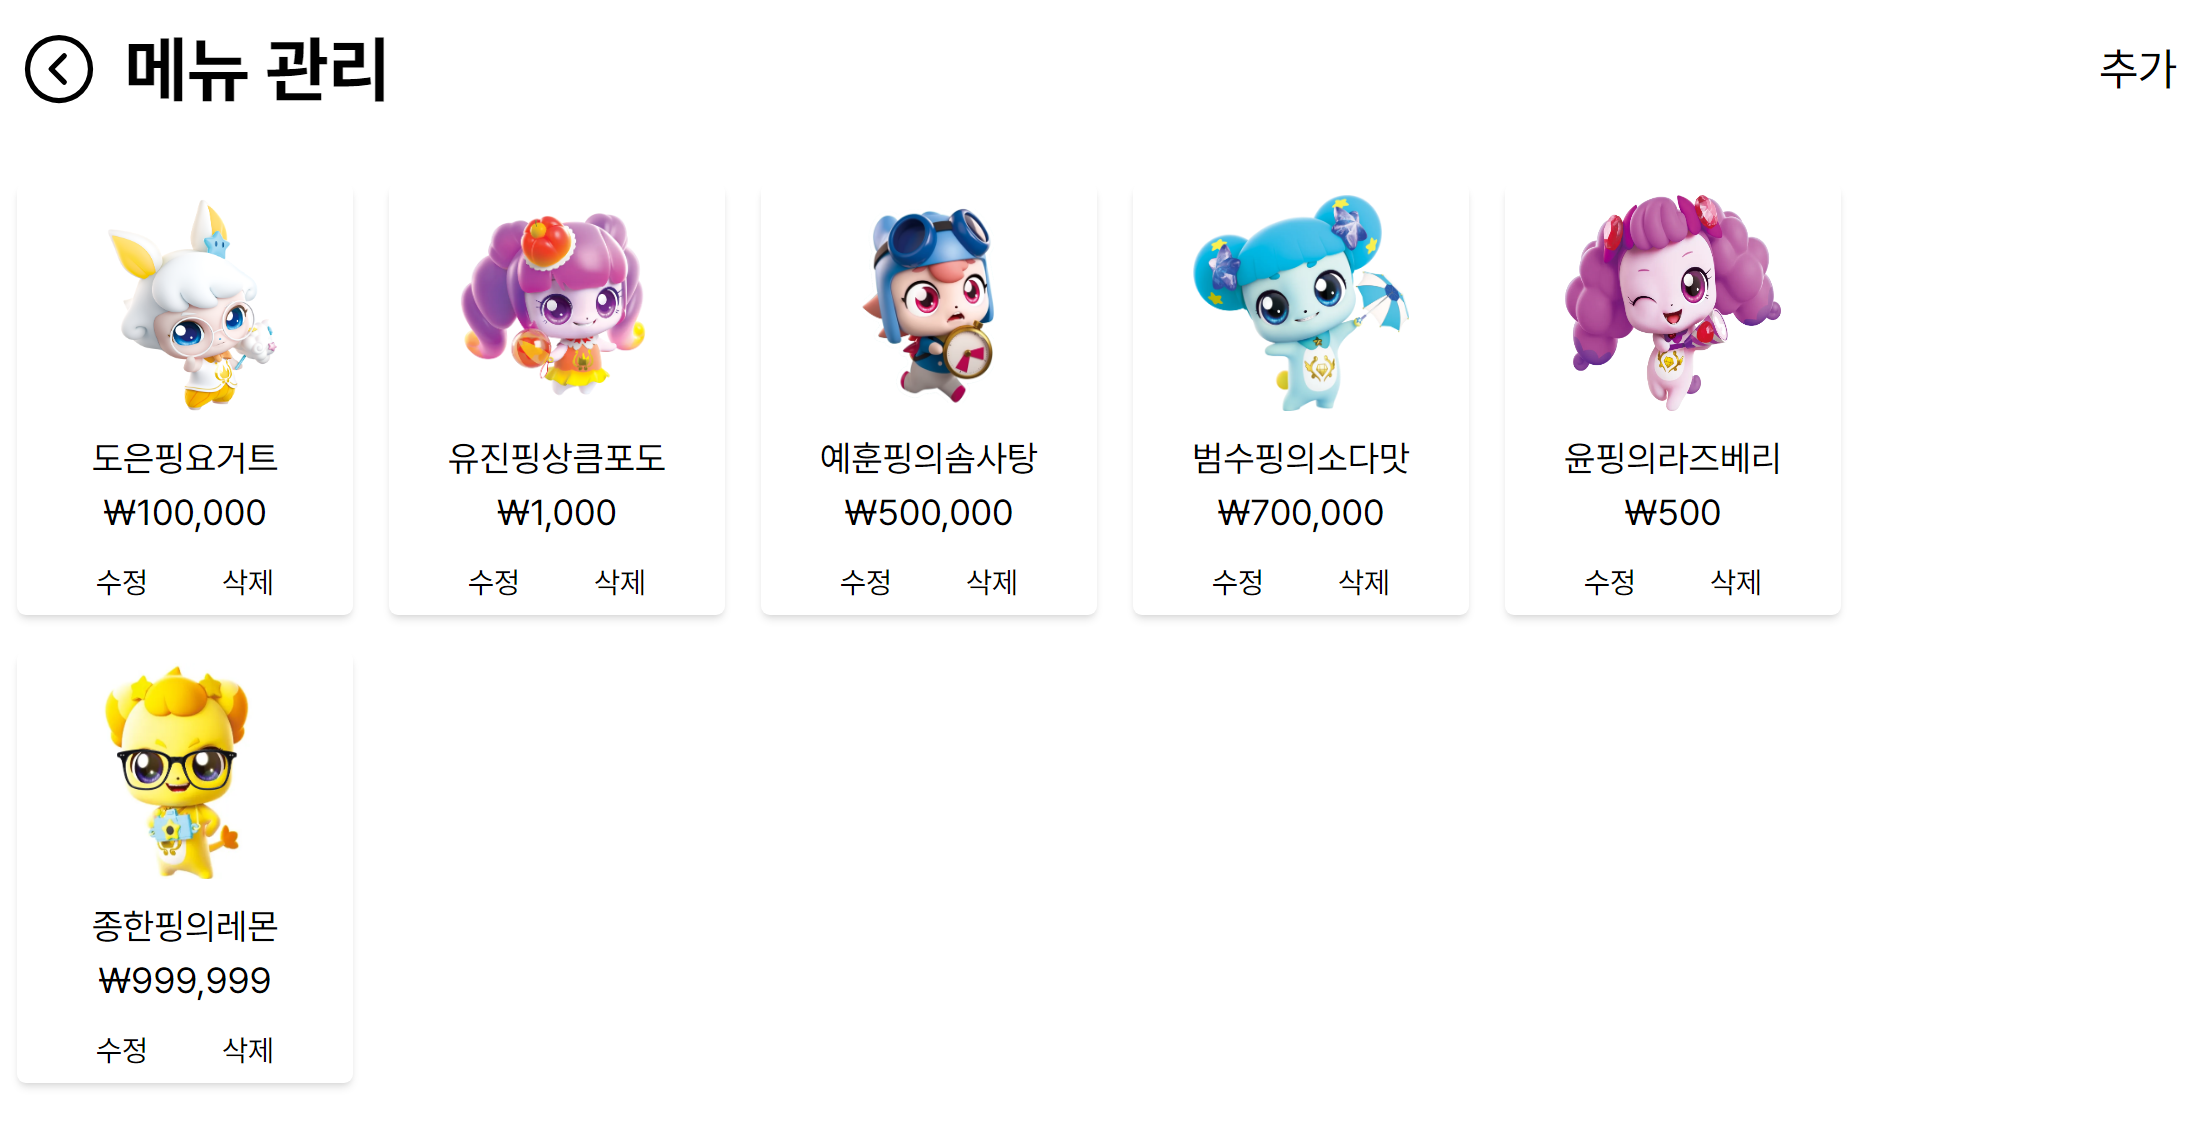 메뉴 관리
추가
도은핑요거트
₩100,000
수정 삭제
유진핑상큼포도
₩1,000
수정 삭제
예훈핑의솜사탕
₩500,000
수정 삭제
범수핑의소다맛
₩700,000
수정 삭제
윤핑의라즈베리
₩500
수정 삭제
종한핑의레몬
₩999,999
수정 삭제